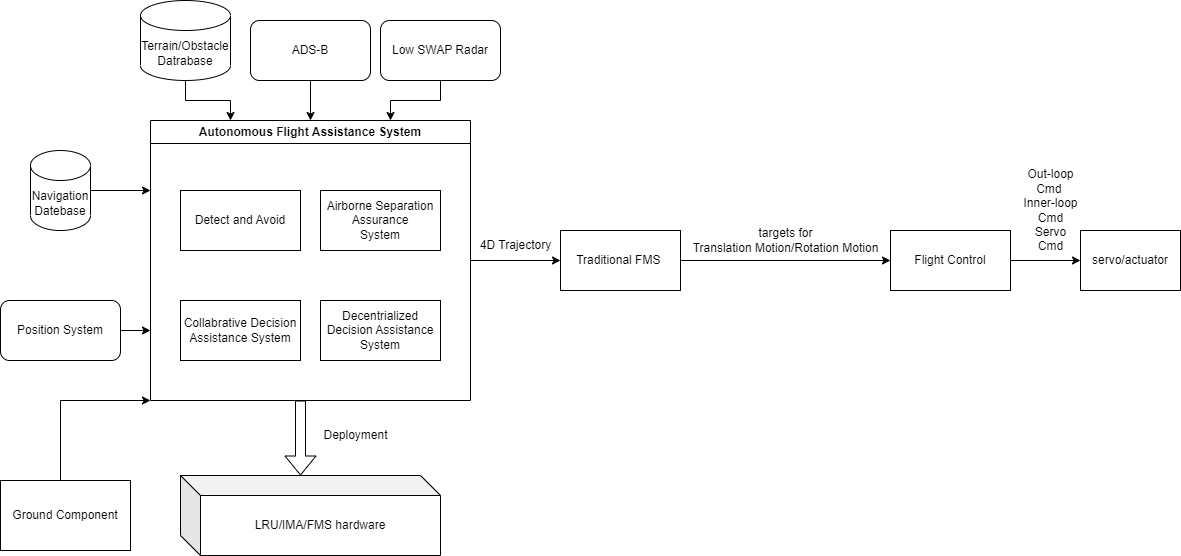 Terrain/Obstacle
Datrabase
ADS-B
Low SWAP Radar
Autonomous Flight Assistance System
Navigation
Datebase
Detect and Avoid
Airborne Separation
Assurance
System
Out-loop
Cmd
Inner-loop
Cmd
Servo
Cmd
4D Trajectory
targets for
Translation Motion/Rotation Motion
Traditional FMS
Flight Control
servo/actuator
Position System
Collabrative Decision
Assistance System
Decentrialized
Decision Assistance
System
Deployment
Ground Component
LRU/IMA/FMS hardware